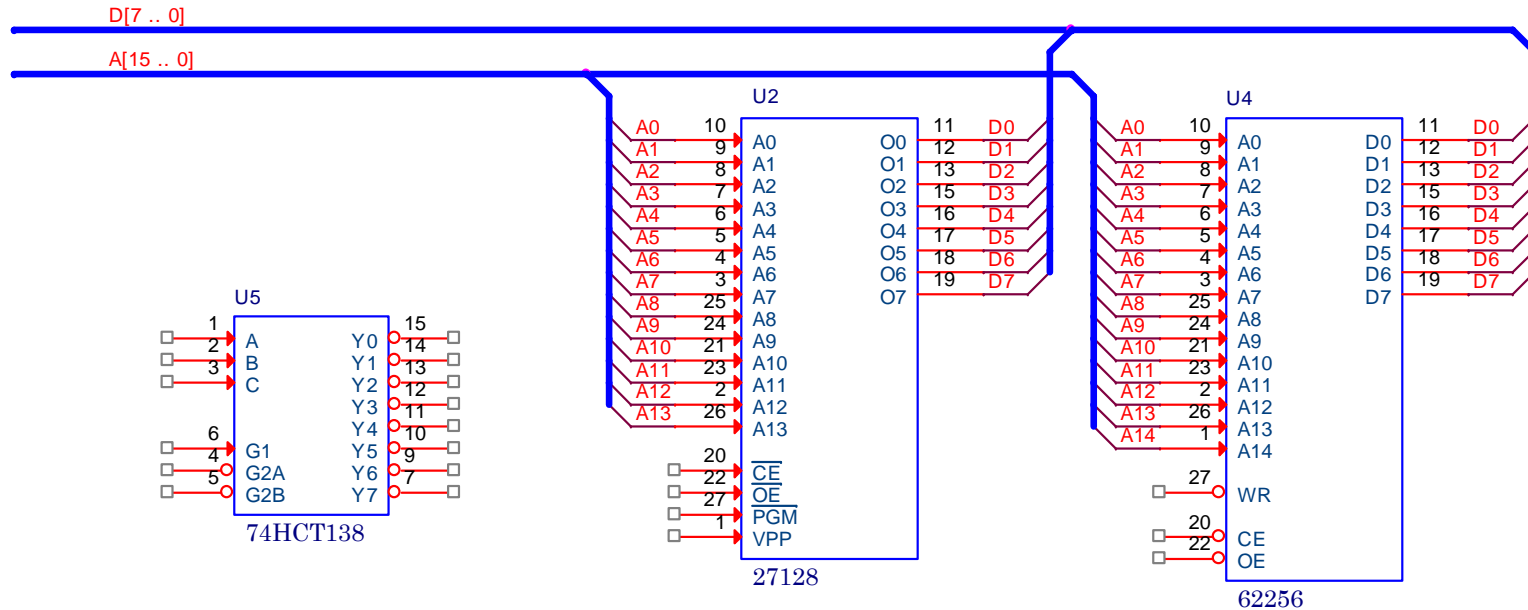 D[7 .. 0]
A[15 .. 0]
U2
A0 10 A0 O0 11 D0
A1 9 A1 O1 12 D1
A2 8 A2 O2 13 D2
A3 7 A3 O3 15 D3
A4 6 A4 O4 16 D4
A5 5 A5 O5 17 D5
A6 4 A6 O6 18 D6
A7 3 A7 O7 19 D7
A8 25 A8
A9 24 A9
A10 21 A10
A11 23 A11
A12 2 A12
A13 26 A13
20 CE
22 OE
27 PGM
1 VPP
27128
U4
A0 10 A0 D0 11 D0
A1 9 A1 D1 12 D1
A2 8 A2 D2 13 D2
A3 7 A3 D3 15 D3
A4 6 A4 D4 16 D4
A5 5 A5 D5 17 D5
A6 4 A6 D6 18 D6
A7 3 A7 D7 19 D7
A8 25 A8
A9 24 A9
A10 21 A10
A11 23 A11
A12 2 A12
A13 26 A13
A14 1 A14
27 WR
20 CE
22 OE
62256
U5
1 A Y0 15
2 B Y1 14
3 C Y2 13
Y3 12
Y4 11
6 G1 Y5 10
4 G2A Y6 9
5 G2B Y7 7
74HCT138